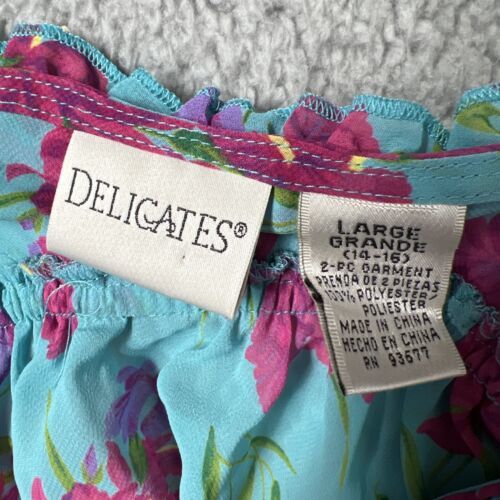 DELICATES®
LARGE
GRANDE
(14-16)
2-PC GARMENT
PRENDA DE 2 PIEZAS
100% POLYESTER
POLIESTER
MADE IN CHINA
HECHO EN CHINA
RN 93677